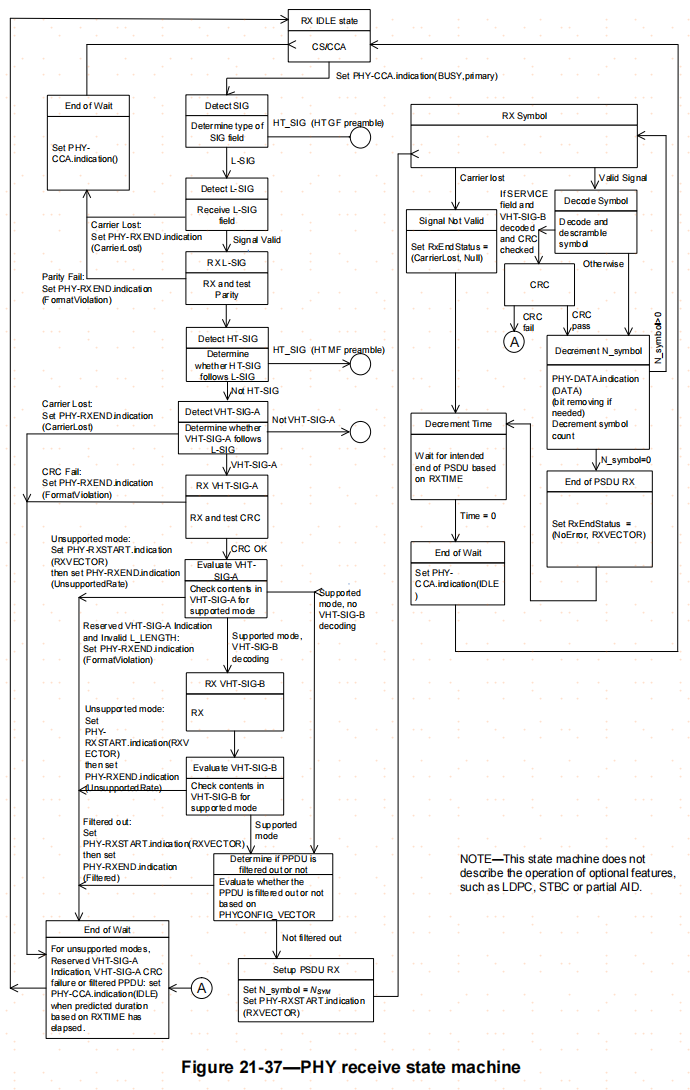 RX IDLE state
CS/CCA
Set PHY-CCA.indication(BUSY,primary)
End of Wait
Set PHY-
CCA.indication()
Detect SIG
Determine type of
SIG field
HT_SIG (HT GF preamble)
L-SIG
Detect L-SIG
Receive L-SIG
field
Carrier Lost:
Set PHY-RXEND.indication
(CarrierLost)
Signal Valid
RX L-SIG
RX and test
Parity
Parity Fail:
Set PHY-RXEND.indication
(FormatViolation)
Detect HT-SIG
Determine
whether HT-SIG
follows L-SIG
HT_SIG (HT MF preamble)
Not HT-SIG
Detect VHT-SIG-A
Determine whether
VHT-SIG-A follows
L-SIG
Not VHT-SIG-A
Carrier Lost:
Set PHY-RXEND.indication
(CarrierLost)
VHT-SIG-A
RX VHT-SIG-A
RX and test CRC
CRC Fail:
Set PHY-RXEND.indication
(FormatViolation)
CRC OK
Evaluate VHT-
SIG-A
Check contents in
VHT-SIG-A for
supported mode
Unsupported mode:
Set PHY-RXSTART.indication
(RXVECTOR)
then set PHY-RXEND.indication
(UnsupportedRate)
Supported
mode, no
VHT-SIG-B
decoding
Reserved VHT-SIG-A Indication
and Invalid L_LENGTH:
Set PHY-RXEND.indication
(FormatViolation)
Supported mode,
VHT-SIG-B
decoding
RX VHT-SIG-B
RX
Unsupported mode:
Set
PHY-
RXSTART.indication(RXV
ECTOR)
then set
PHY-RXEND.indication
(UnsupportedRate)
Evaluate VHT-SIG-B
Check contents in
VHT-SIG-B for
supported mode
Supported
mode
Filtered out:
Set
PHY-RXSTART.indication(RXVECTOR)
then set
PHY-RXEND.indication
(Filtered)
Determine if PPDU is
filtered out or not
Evaluate whether the
PPDU is filtered out or not
based on
PHYCONFIG_VECTOR
Not filtered out
End of Wait
For unsupported modes,
Reserved VHT-SIG-A
Indication, VHT-SIG-A CRC
failure or filtered PPDU: set
PHY-CCA.indication(IDLE)
when predicted duration
based on RXTIME has
elapsed.
A
Setup PSDU RX
Set N_symbol = NSYM
Set PHY-RXSTART.indication
(RXVECTOR)
RX Symbol
Carrier lost
Valid Signal
If SERVICE
field and
VHT-SIG-B
decoded
and CRC
checked
Signal Not Valid
Set RxEndStatus =
(CarrierLost, Null)
Decode Symbol
Decode and
descramble
symbol
Otherwise
CRC
CRC
fail
CRC
pass
A
N_symbol>0
Decrement N_symbol
PHY-DATA.indication
(DATA)
(bit removing if
needed)
Decrement symbol
count
N_symbol=0
Decrement Time
Wait for intended
end of PSDU based
on RXTIME
Time = 0
End of PSDU RX
Set RxEndStatus =
(NoError, RXVECTOR)
End of Wait
Set PHY-
CCA.indication(IDLE
)
NOTE—This state machine does not
describe the operation of optional features,
such as LDPC, STBC or partial AID.
Figure 21-37—PHY receive state machine